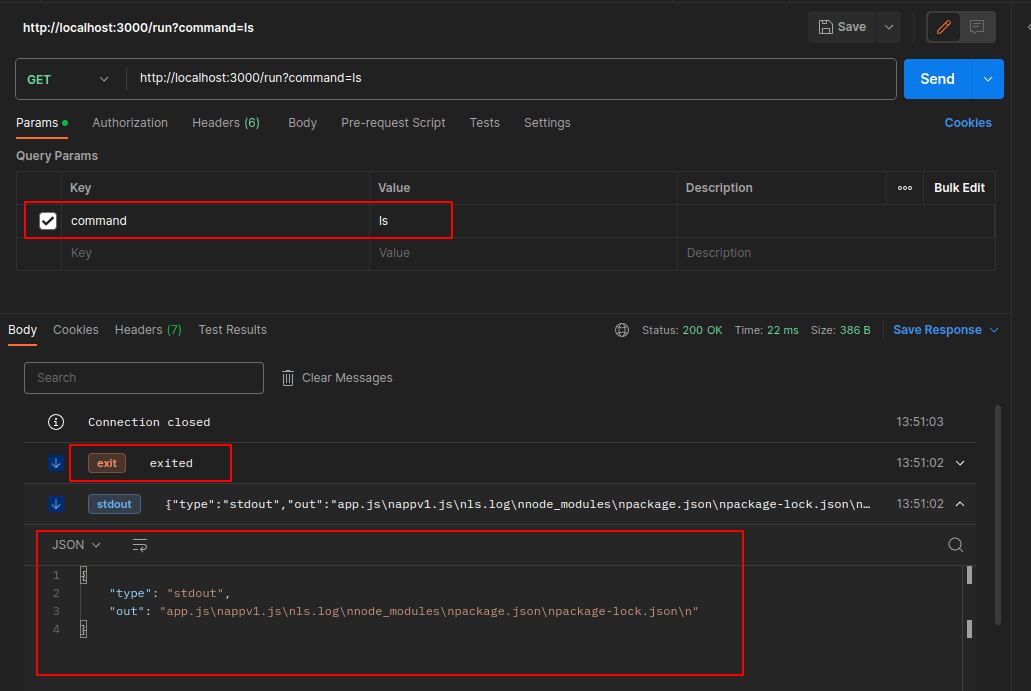 http://localhost:3000/run?command=ls Save
GET http://localhost:3000/run?command=ls Send
Params Authorization Headers (6) Body Pre-request Script Tests Settings Cookies
Query Params
Key Value Description Bulk Edit
command ls
Key Value Description
Body Cookies Headers (7) Test Results Status: 200 OK Time: 22 ms Size: 386 B Save Response
Search Clear Messages
Connection closed 13:51:03
exit exited 13:51:02
stdout {"type":"stdout","out":"app.js\nappv1.js\nls.log\nnode_modules\npackage.json\npackage-lock.json\n… 13:51:02
JSON
1 {
2 "type": "stdout",
3 "out": "app.js\nappv1.js\nls.log\nnode_modules\npackage.json\npackage-lock.json\n"
4 }